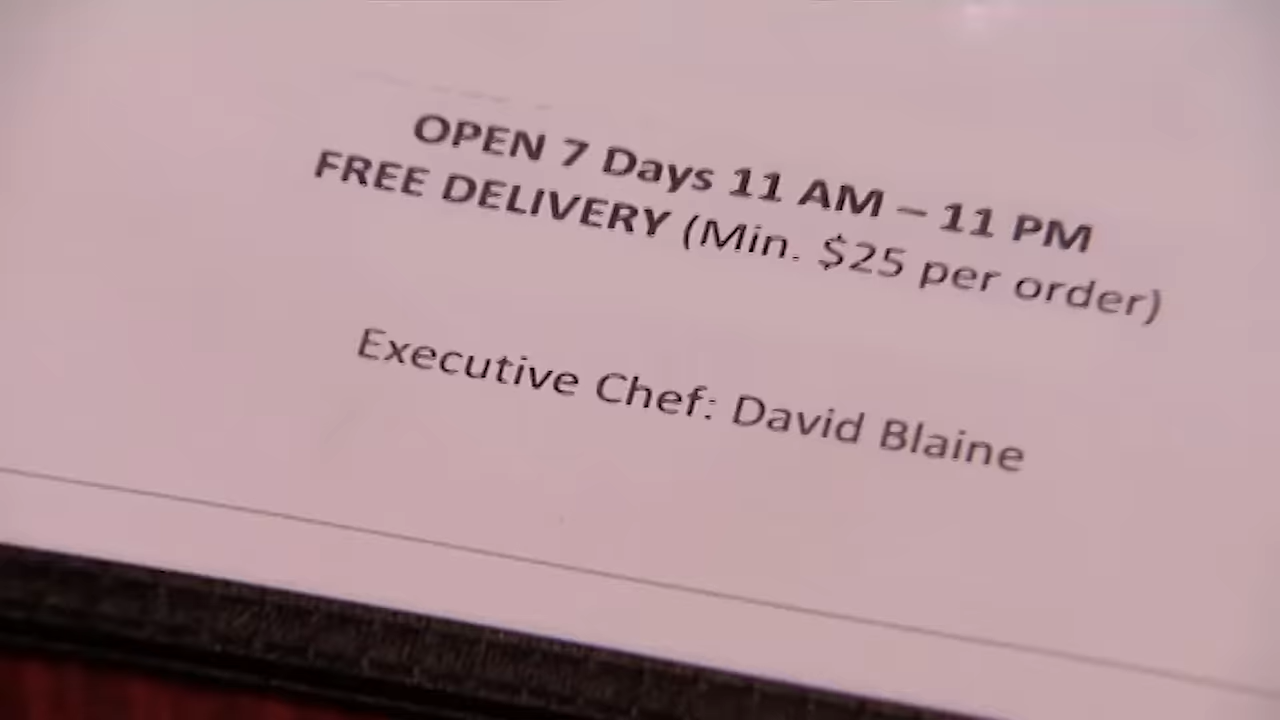 OPEN 7 Days 11 AM – 11 PM
FREE DELIVERY (Min. $25 per order)
Executive Chef: David Blaine